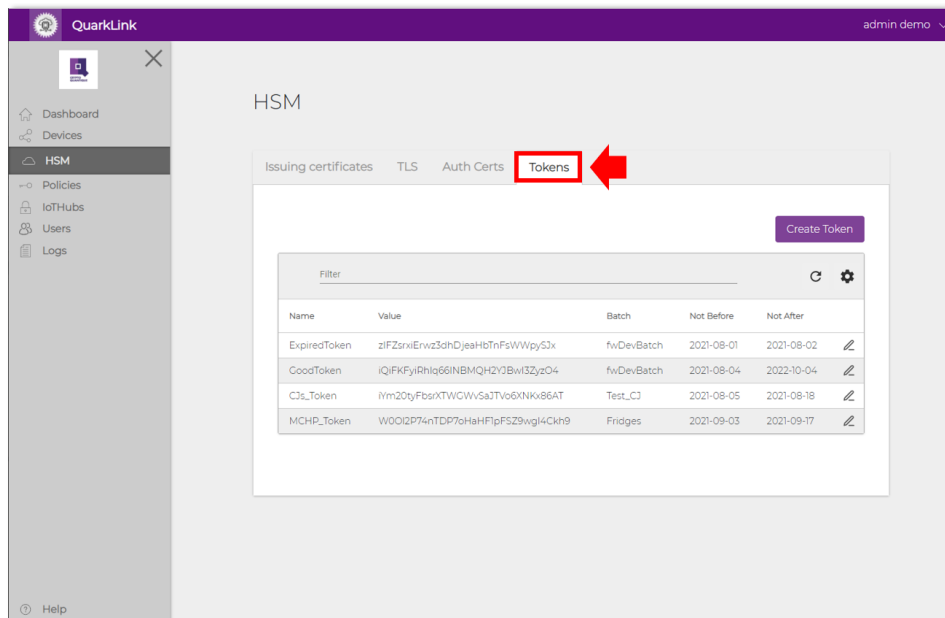 QuarkLink
admin demo
Dashboard
Devices
HSM
Policies
IoTHubs
Users
Logs
Help
HSM
Issuing certificates TLS Auth Certs Tokens
Create Token
Filter
Name Value Batch Not Before Not After
ExpiredToken zIFZsrxiErwz3dhDjeaHbTnFsWWpySJx fwDevBatch 2021-08-01 2021-08-02
GoodToken iQiFKFyiRhlq66INBMQH2YJBwI3ZyzO4 fwDevBatch 2021-08-04 2022-10-04
CJs_Token iYm20tyFbsrXTWGWvSaJTVo6XNKx86AT Test_CJ 2021-08-05 2021-08-18
MCHP_Token W0OI2P74nTDP7oHaHF1pFSZ9wgI4Ckh9 Fridges 2021-09-03 2021-09-17